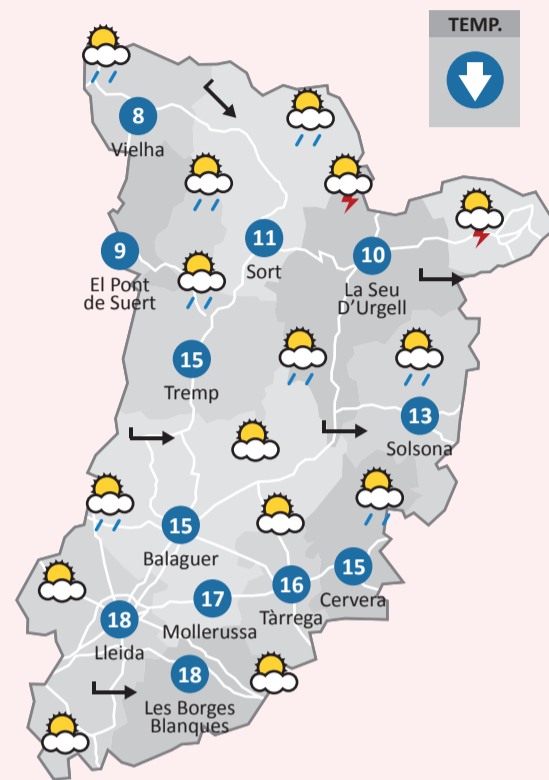 TEMP.
8
Vielha
9
El Pont
de Suert
11
Sort
10
La Seu
D'Urgell
15
Tremp
13
Solsona
15
Balaguer
15
Cervera
16
Tàrrega
17
Mollerussa
18
Lleida
18
Les Borges
Blanques